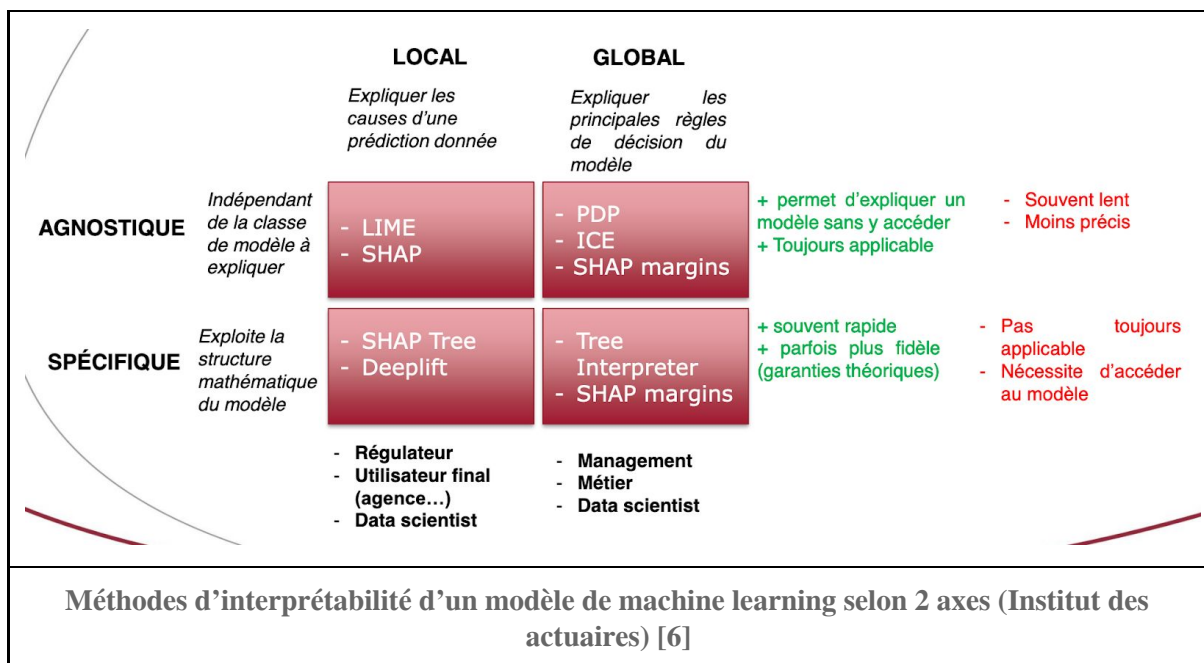 LOCAL
GLOBAL
Expliquer les
causes d'une
prédiction donnée
Expliquer les
principales règles
de décision du
modèle
AGNOSTIQUE
Indépendant
de la classe
de modèle à
expliquer
- LIME
- SHAP
- PDP
- ICE
- SHAP margins
+ permet d'expliquer un
modèle sans y accéder
+ Toujours applicable
- Souvent lent
- Moins précis
SPÉCIFIQUE
Exploite la
structure
mathématique
du modèle
- SHAP Tree
- Deeplift
- Tree
Interpreter
- SHAP margins
+ souvent rapide
+ parfois plus fidèle
(garanties théoriques)
- Pas toujours
applicable
- Nécessite d'accéder
au modèle
- Régulateur
- Utilisateur final
(agence...)
- Data scientist
- Management
- Métier
- Data scientist
Méthodes d'interprétabilité d'un modèle de machine learning selon 2 axes (Institut des
actuaires) [6]